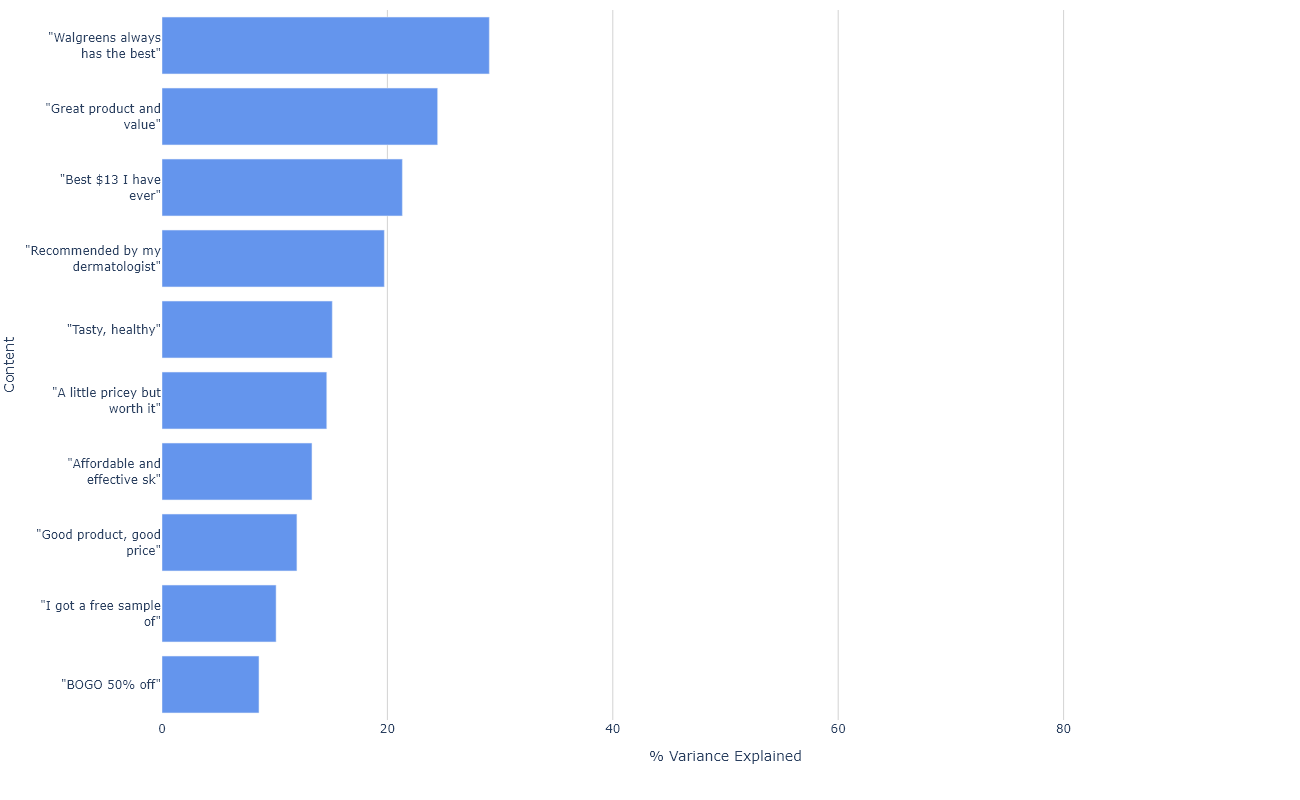 "Walgreens always
has the best"
"Great product and
value"
"Best $13 I have
ever"
"Recommended by my
dermatologist"
"Tasty, healthy"
"A little pricey but
worth it"
"Affordable and
effective sk"
"Good product, good
price"
"I got a free sample
of"
"BOGO 50% off"
Content
0 20 40 60 80
% Variance Explained